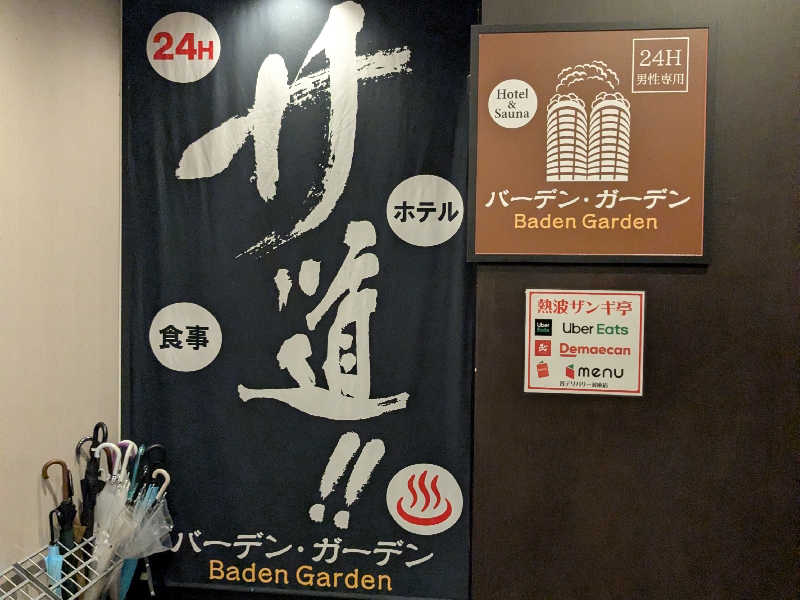 24H
サ道!!
ホテル
食事
バーデン・ガーデン
Baden Garden
24H
男性専用
Hotel
&
Sauna
バーデン・ガーデン
Baden Garden
熱波ザンギ亭
Uber
Eats
Uber Eats
Demaecan
menu